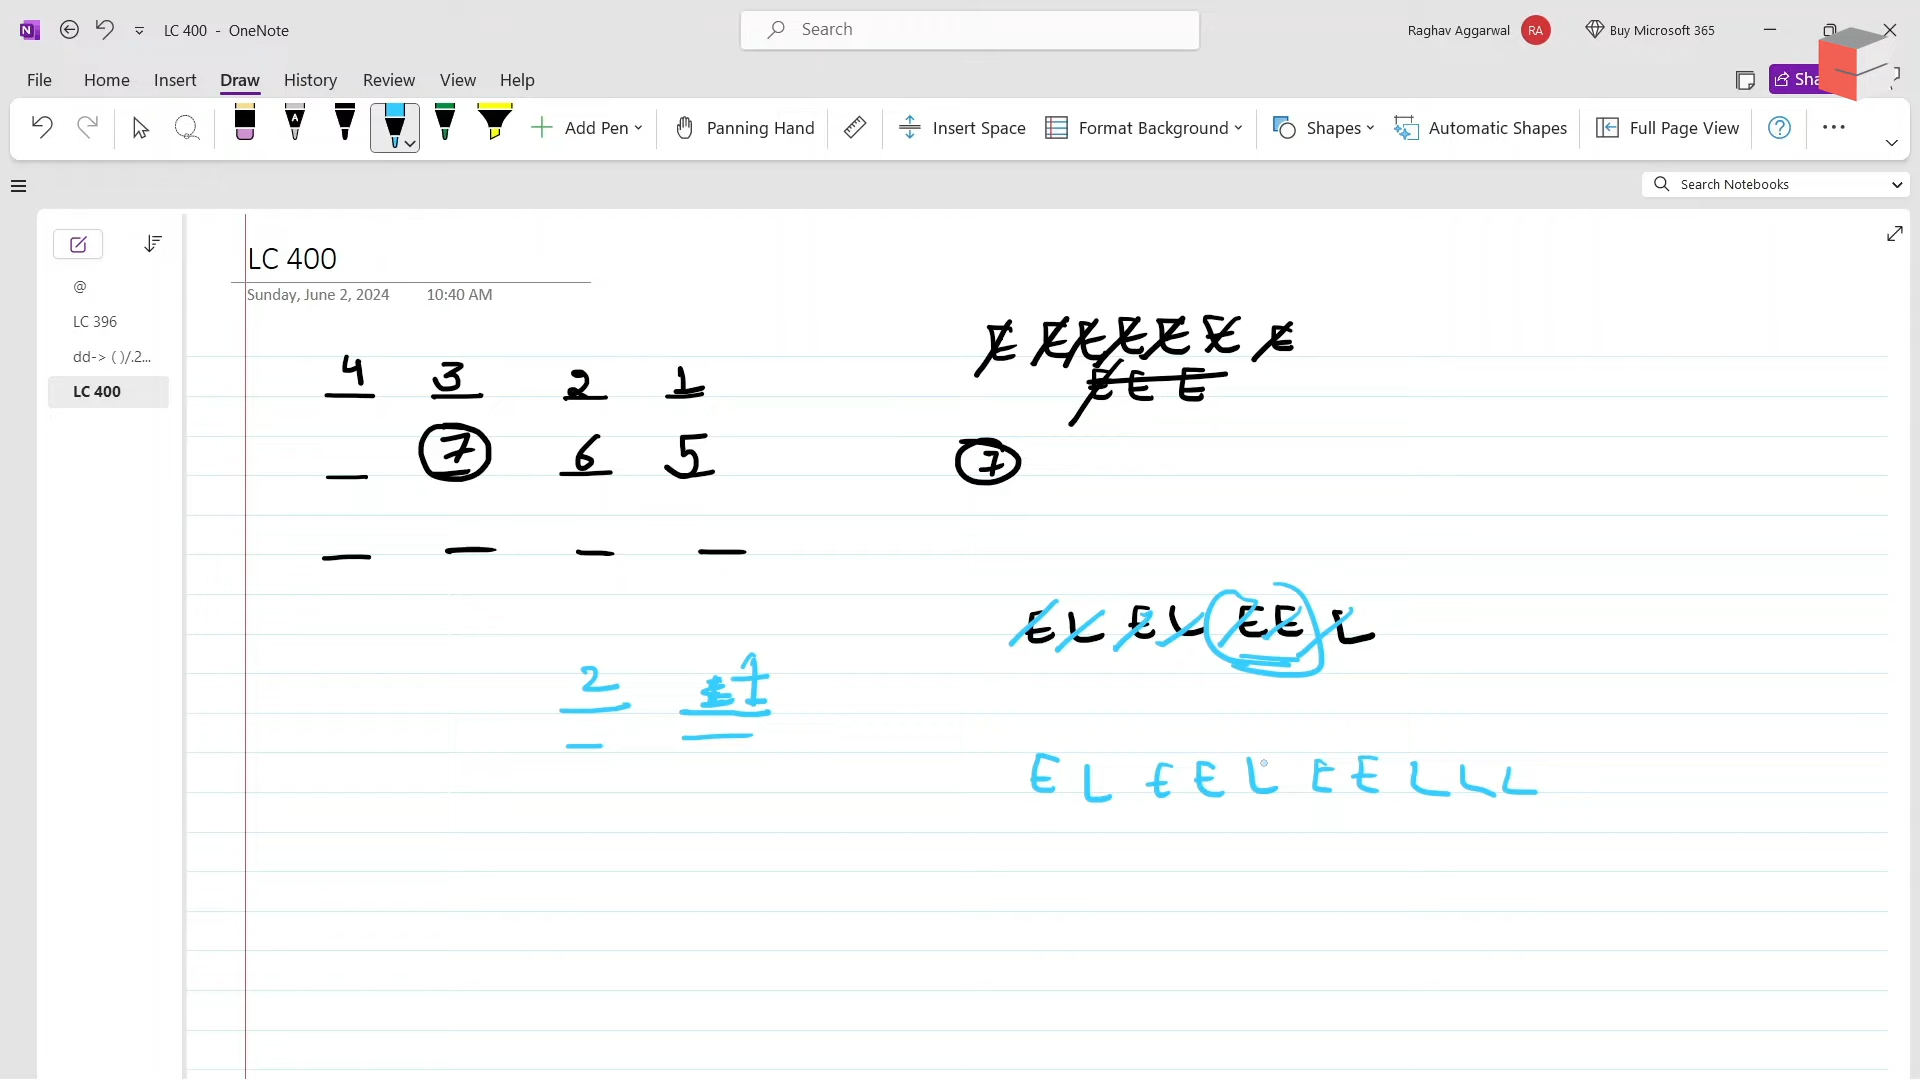 LC 400 - OneNote
Search
Raghav Aggarwal
RA
Buy Microsoft 365
File Home Insert Draw History Review View Help
Sha
Add Pen
Panning Hand
Insert Space
Format Background
Shapes
Automatic Shapes
Full Page View
Search Notebooks
@
LC 396
dd-> ( )/.2...
LC 400
LC 400
Sunday, June 2, 2024 10:40 AM
E E E E E E E
4 3 2 1
E E E
7 6 5
7
E L E L E E L
2 1
E L E E L E E L L L